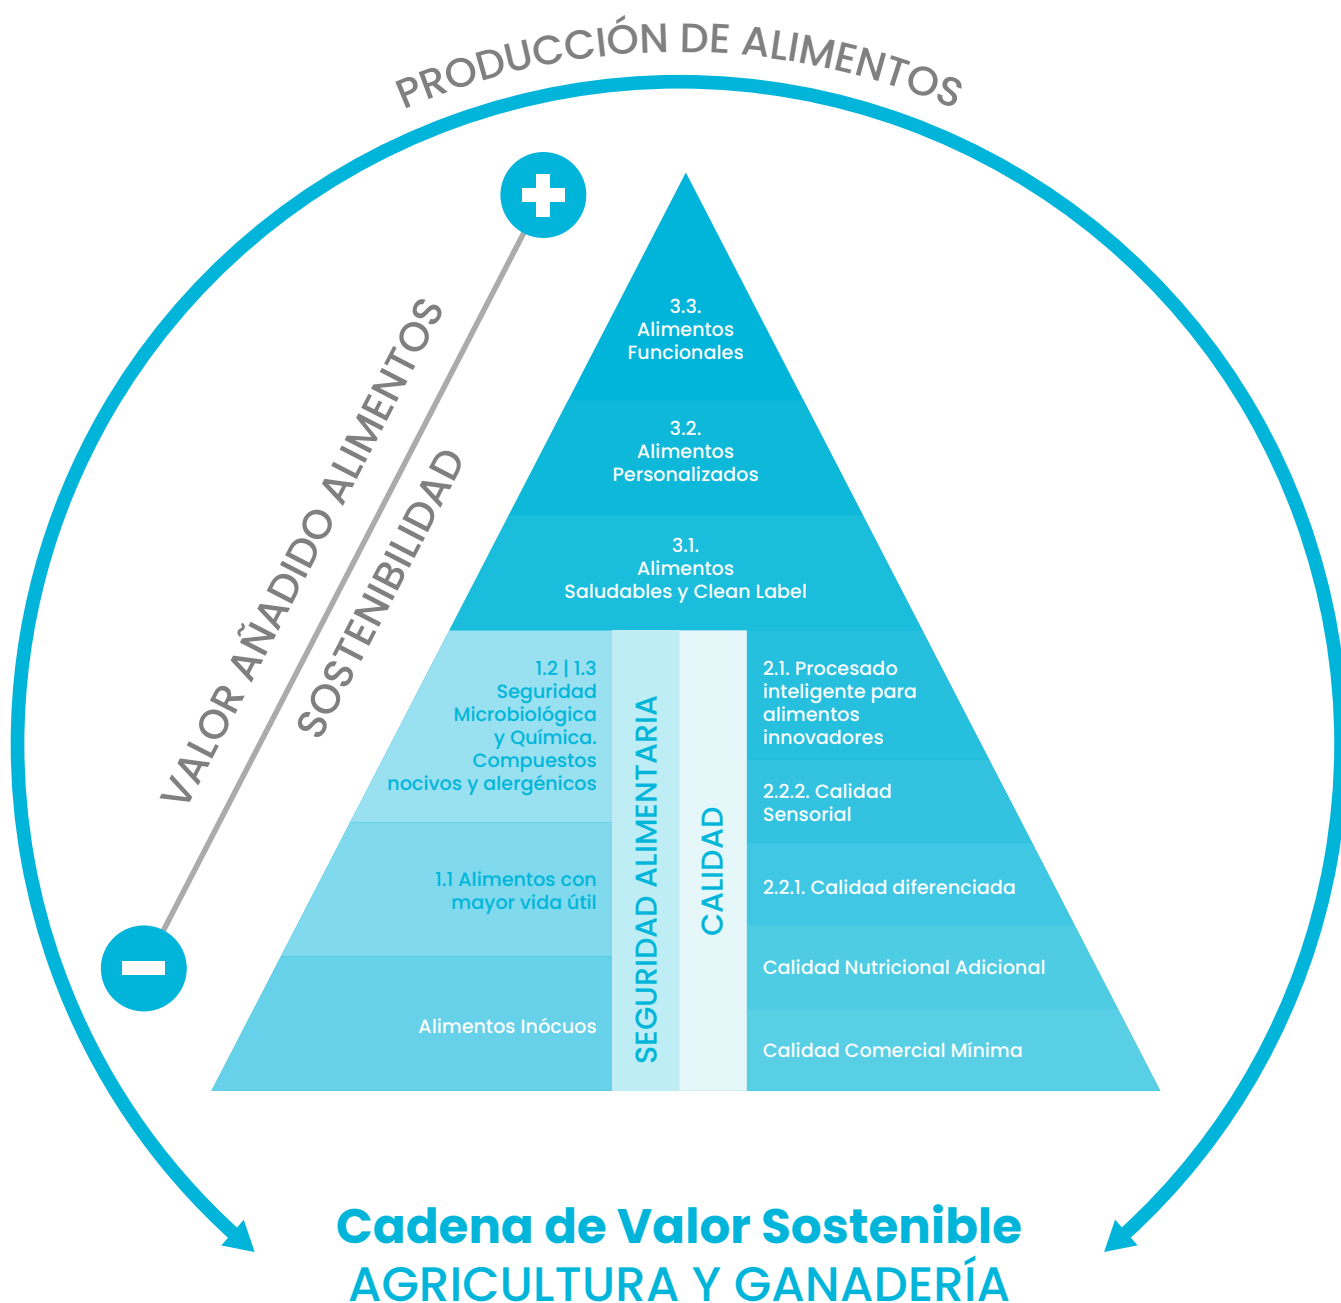 PRODUCCIÓN DE ALIMENTOS
VALOR AÑADIDO ALIMENTOS
SOSTENIBILIDAD
3.3.
Alimentos
Funcionales
3.2.
Alimentos
Personalizados
3.1.
Alimentos
Saludables y Clean Label
1.2 | 1.3
Seguridad
Microbiológica
y Química.
Compuestos
nocivos y alergénicos
1.1 Alimentos con
mayor vida útil
Alimentos Inócuos
SEGURIDAD ALIMENTARIA
CALIDAD
2.1. Procesado
inteligente para
alimentos
innovadores
2.2.2. Calidad
Sensorial
2.2.1. Calidad diferenciada
Calidad Nutricional Adicional
Calidad Comercial Mínima
Cadena de Valor Sostenible
AGRICULTURA Y GANADERÍA